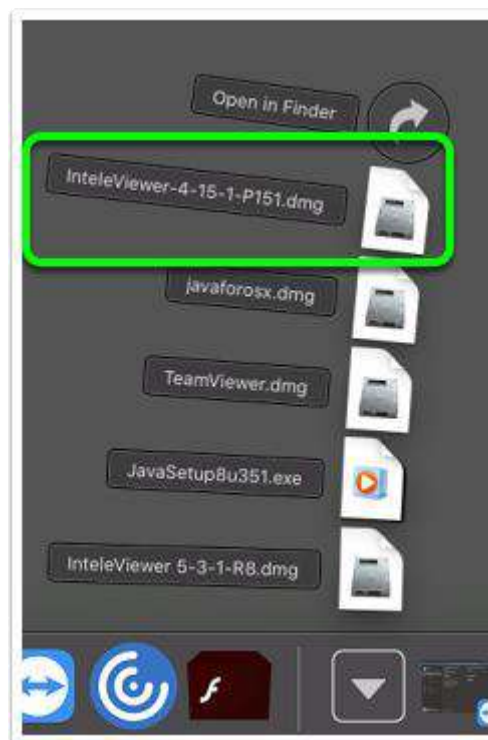 Open in Finder
InteleViewer-4-15-1-P151.dmg
javaforosx.dmg
TeamViewer.dmg
JavaSetup8u351.exe
InteleViewer 5-3-1-R8.dmg